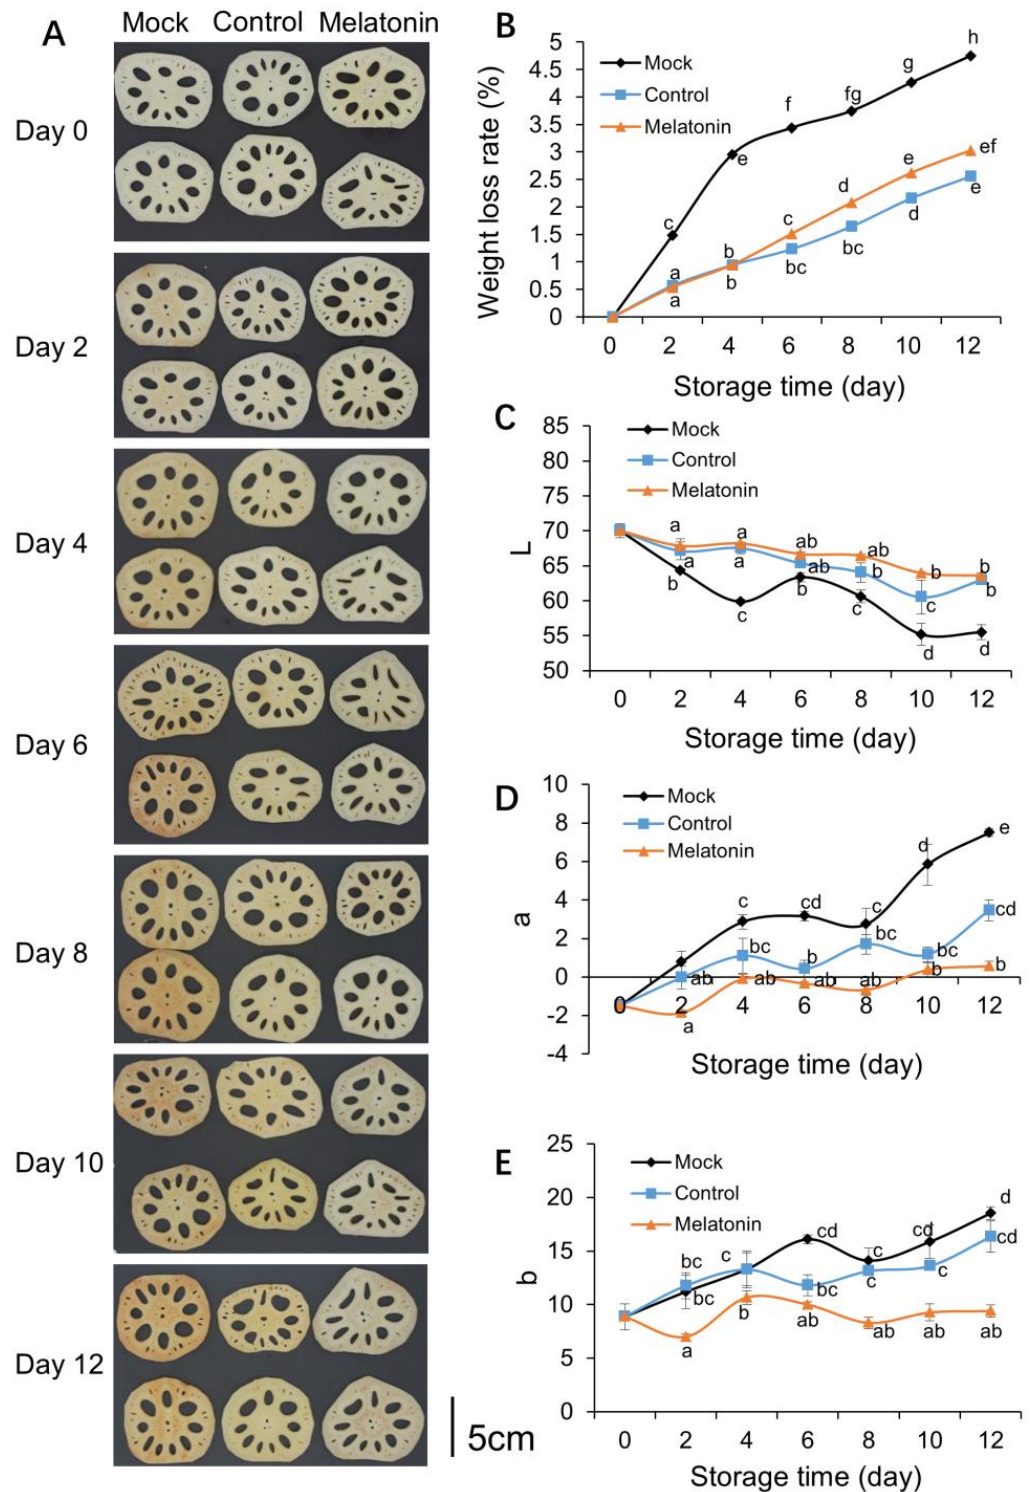 A
Mock Control Melatonin
Day 0
Day 2
Day 4
Day 6
Day 8
Day 10
Day 12
5cm
B
Weight loss rate (%)
5
4.5
4
3.5
3
2.5
2
1.5
1
0.5
0
Mock
Control
Melatonin
c
e
f
fg
g
h
a
b
c
d
e
ef
a
b
bc
bc
d
e
0 2 4 6 8 10 12
Storage time (day)
C
L
85
80
75
70
65
60
55
50
Mock
Control
Melatonin
a
a
ab
ab
b
b
a
a
ab
b
c
b
b
c
b
c
d
d
0 2 4 6 8 10 12
Storage time (day)
D
a
10
8
6
4
2
0
-2
-4
Mock
Control
Melatonin
c
cd
c
d
e
bc
bc
bc
cd
ab
ab
ab
ab
b
b
a
0 2 4 6 8 10 12
Storage time (day)
E
b
25
20
15
10
5
0
Mock
Control
Melatonin
bc
c
cd
c
cd
d
bc
bc
c
c
cd
a
b
ab
ab
ab
ab
0 2 4 6 8 10 12
Storage time (day)